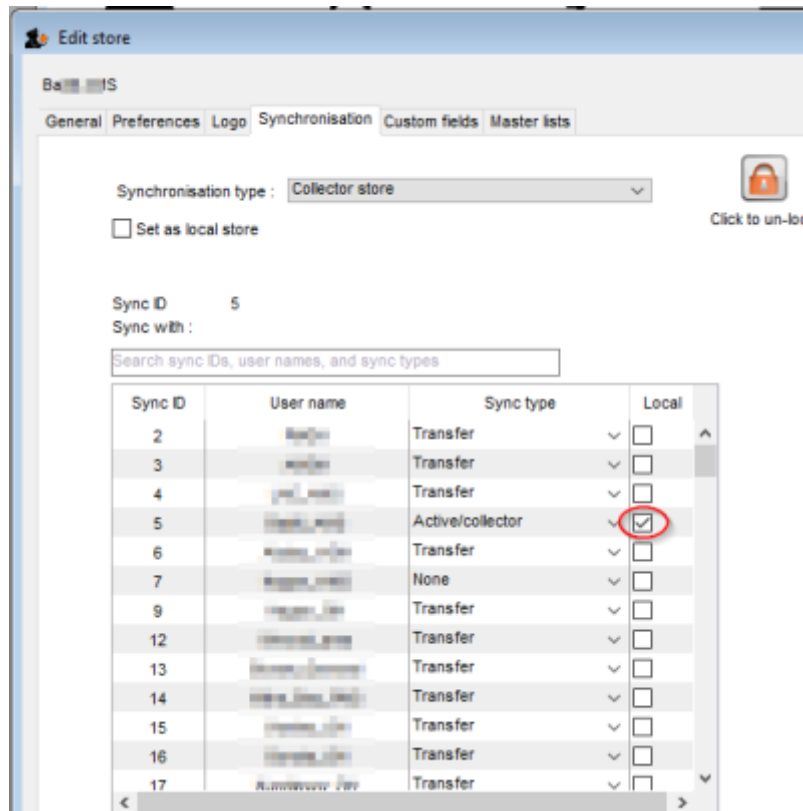 Edit store
General Preferences Logo Synchronisation Custom fields Master lists
Synchronisation type : Collector store
Set as local store
Click to un-loc
Sync ID 5
Sync with :
Search sync IDs, user names, and sync types
Sync ID User name Sync type Local
2 Transfer
3 Transfer
4 Transfer
5 Active/collector
6 Transfer
7 None
9 Transfer
12 Transfer
13 Transfer
14 Transfer
15 Transfer
16 Transfer
17 Transfer